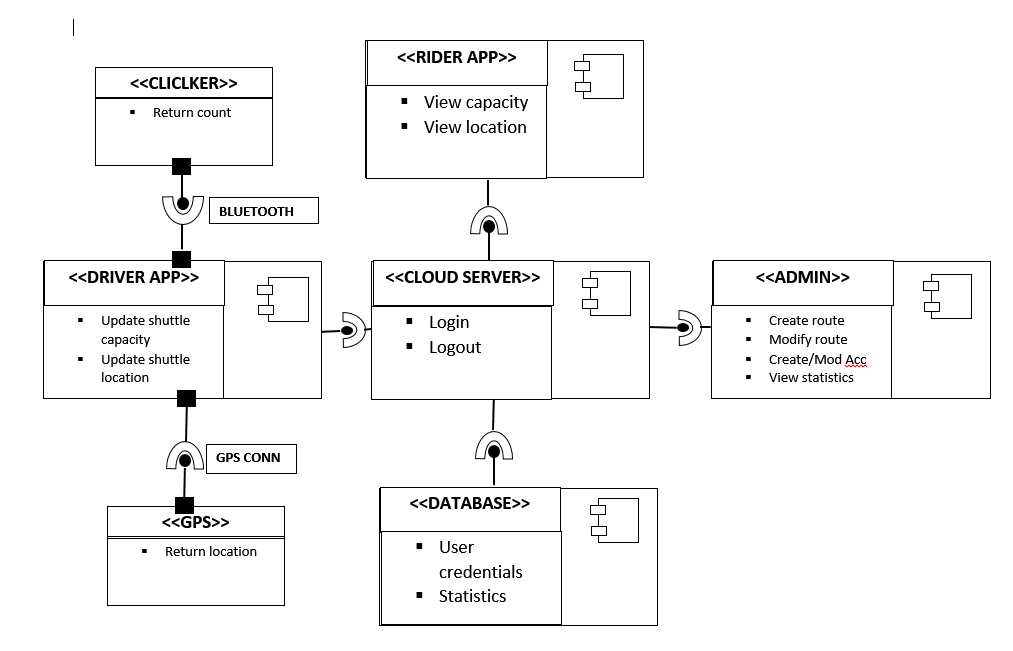 <<CLICLKER>>
Return count
<<RIDER APP>>
View capacity
View location
BLUETOOTH
<<DRIVER APP>>
Update shuttle
capacity
Update shuttle
location
<<CLOUD SERVER>>
Login
Logout
<<ADMIN>>
Create route
Modify route
Create/Mod Acc
View statistics
GPS CONN
<<GPS>>
Return location
<<DATABASE>>
User
credentials
Statistics